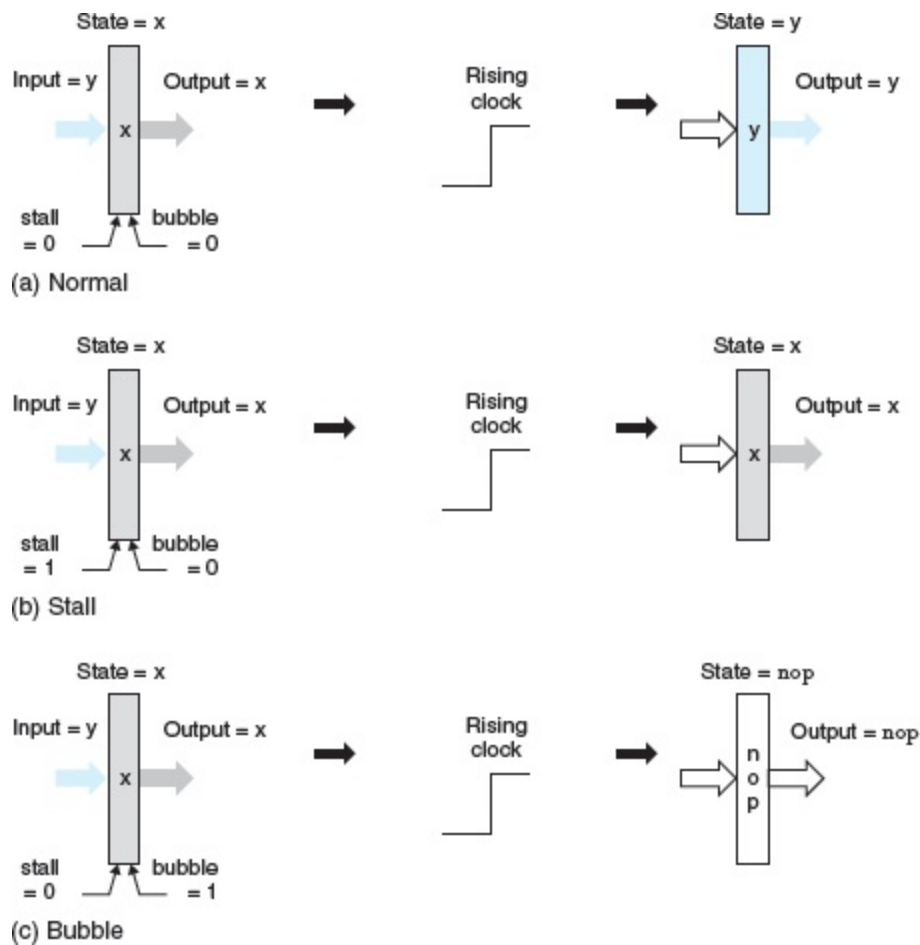 State = x
State = y
Input = y
Output = x
Rising
clock
Output = y
x
y
stall
= 0
bubble
= 0
(a) Normal
State = x
State = x
Input = y
Output = x
Rising
clock
Output = x
x
x
stall
= 1
bubble
= 0
(b) Stall
State = x
State = nop
Input = y
Output = x
Rising
clock
Output = nop
x
n
o
p
stall
= 0
bubble
= 1
(c) Bubble